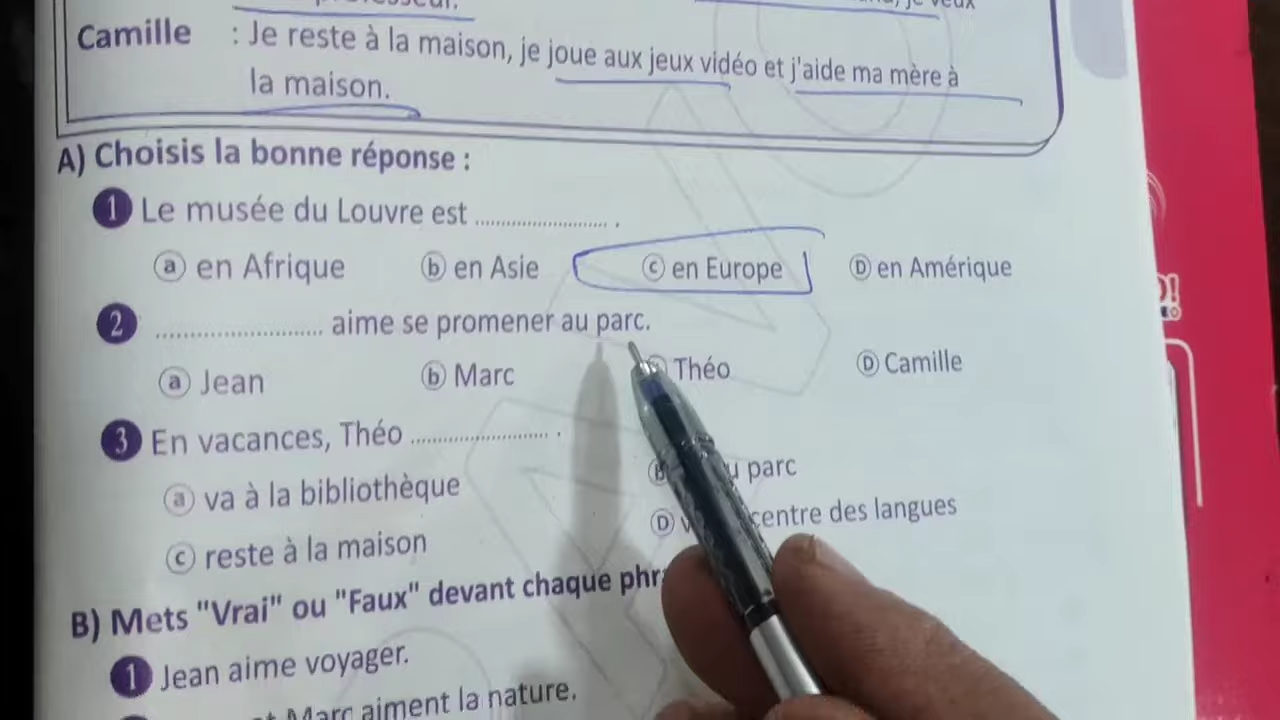 professeur.
je veux
Camille : Je reste à la maison, je joue aux jeux vidéo et j'aide ma mère à
la maison.
A) Choisis la bonne réponse :
1 Le musée du Louvre est .......................... .
a en Afrique b en Asie c en Europe D en Amérique
2 .......................... aime se promener au parc.
a Jean b Marc Théo D Camille
3 En vacances, Théo .......................... .
a va à la bibliothèque B parc
c reste à la maison D centre des langues
B) Mets "Vrai" ou "Faux" devant chaque
1 Jean aime voyager.
Marc aiment la nature.